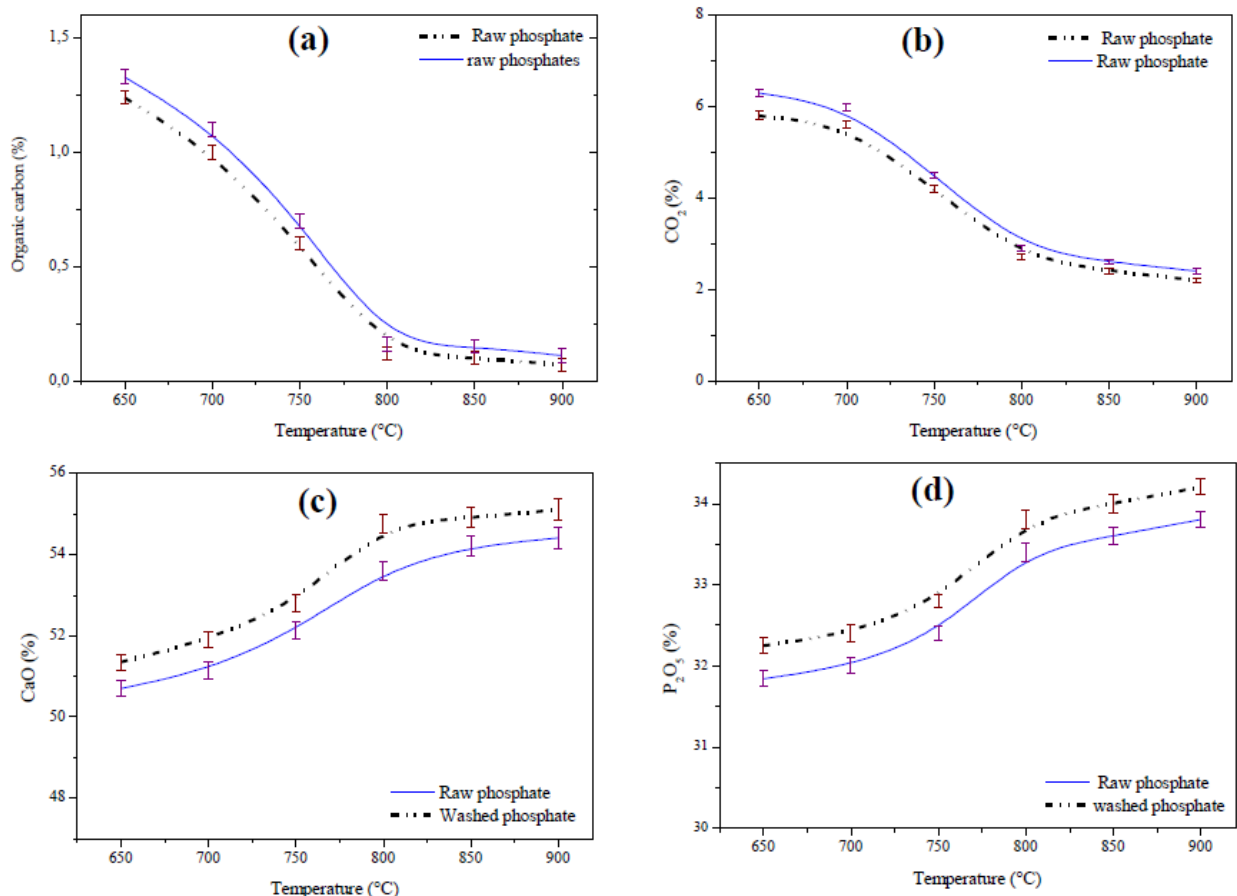 (a)
Raw phosphate
raw phosphates
1,5
1,0
0,5
0,0
Organic carbon (%)
650 700 750 800 850 900
Temperature (°C)
(b)
Raw phosphate
Raw phosphate
8
6
4
2
0
CO2 (%)
650 700 750 800 850 900
Temperature (°C)
(c)
56
54
52
50
48
CaO (%)
Raw phosphate
Washed phosphate
650 700 750 800 850 900
Temperature (°C)
(d)
34
33
32
31
30
P2O5 (%)
Raw phosphate
washed phosphate
650 700 750 800 850 900
Temperature (°C)